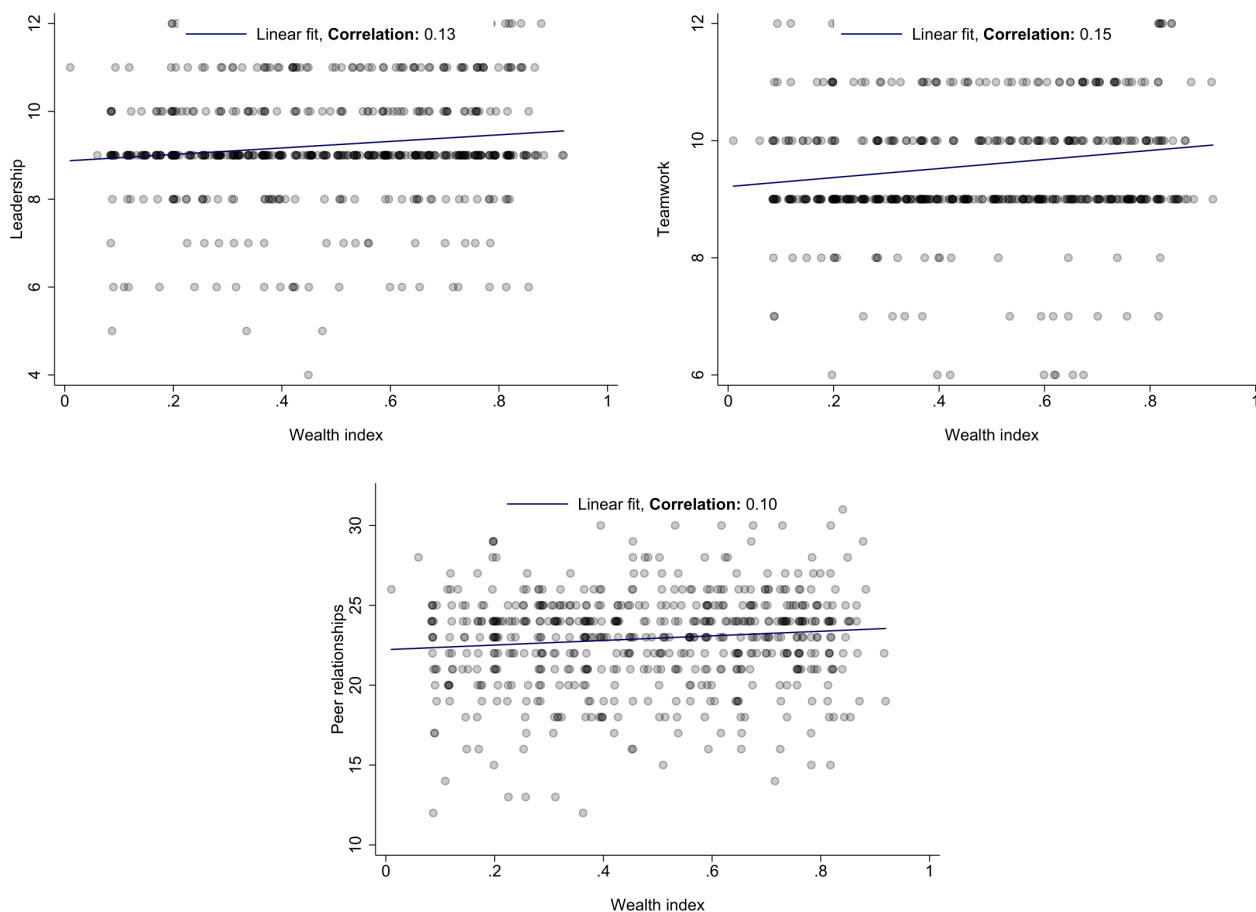 Linear fit, Correlation: 0.13
Leadership
12
10
8
6
4
0 .2 .4 .6 .8 1
Wealth index
Linear fit, Correlation: 0.15
Teamwork
12
10
8
6
0 .2 .4 .6 .8 1
Wealth index
Linear fit, Correlation: 0.10
Peer relationships
30
25
20
15
10
0 .2 .4 .6 .8 1
Wealth index